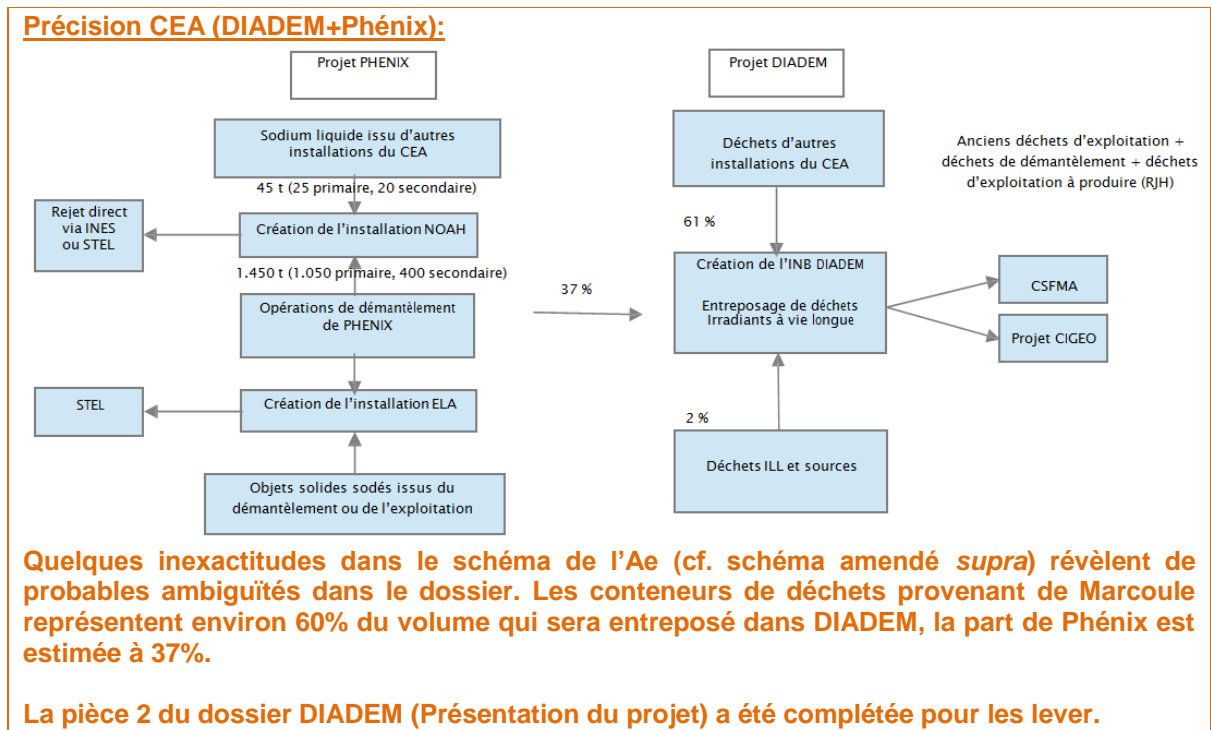 Précision CEA (DIADEM+Phénix):
Projet PHENIX
Projet DIADEM
Sodium liquide issu d'autres
installations du CEA
Déchets d'autres
installations du CEA
Anciens déchets d'exploitation +
déchets de démantèlement + déchets
d'exploitation à produire (RJH)
45 t (25 primaire, 20 secondaire)
Rejet direct
via INES
ou STEL
Création de l'installation NOAH
61 %
1.450 t (1.050 primaire, 400 secondaire)
37 %
Création de l'INB DIADEM
Entreposage de déchets
Irradiants à vie longue
CSFMA
Opérations de démantèlement
de PHENIX
Projet CIGEO
STEL
Création de l'installation ELA
2 %
Déchets ILL et sources
Objets solides sodés issus du
démantèlement ou de l'exploitation
Quelques inexactitudes dans le schéma de l'Ae (cf. schéma amendé supra) révèlent de
probables ambiguïtés dans le dossier. Les conteneurs de déchets provenant de Marcoule
représentent environ 60% du volume qui sera entreposé dans DIADEM, la part de Phénix est
estimée à 37%.
La pièce 2 du dossier DIADEM (Présentation du projet) a été complétée pour les lever.